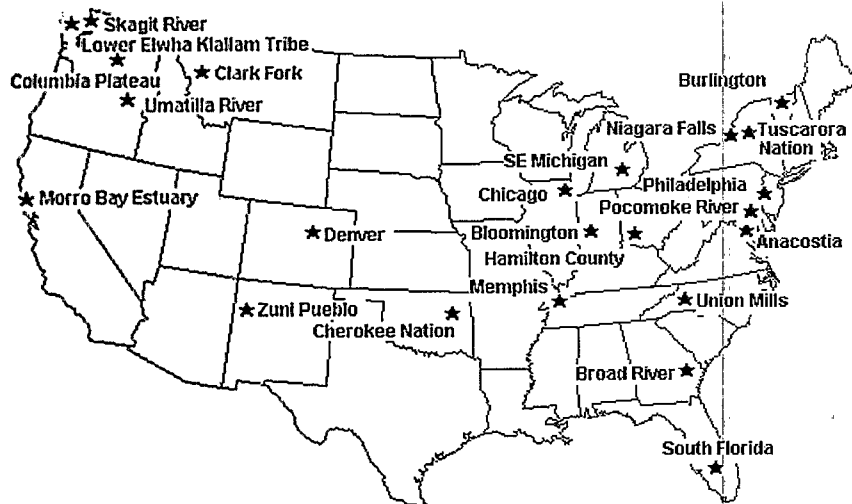 Skagit River
Lower Elwha Klallam Tribe
Columbia Plateau
Clark Fork
Umatilla River
Burlington
Niagara Falls
Tuscarora
Nation
SE Michigan
Chicago
Philadelphia
Pocomoke River
Morro Bay Estuary
Denver
Bloomington
Anacostia
Hamilton County
Memphis
Union Mills
Zuni Pueblo
Cherokee Nation
Broad River
South Florida